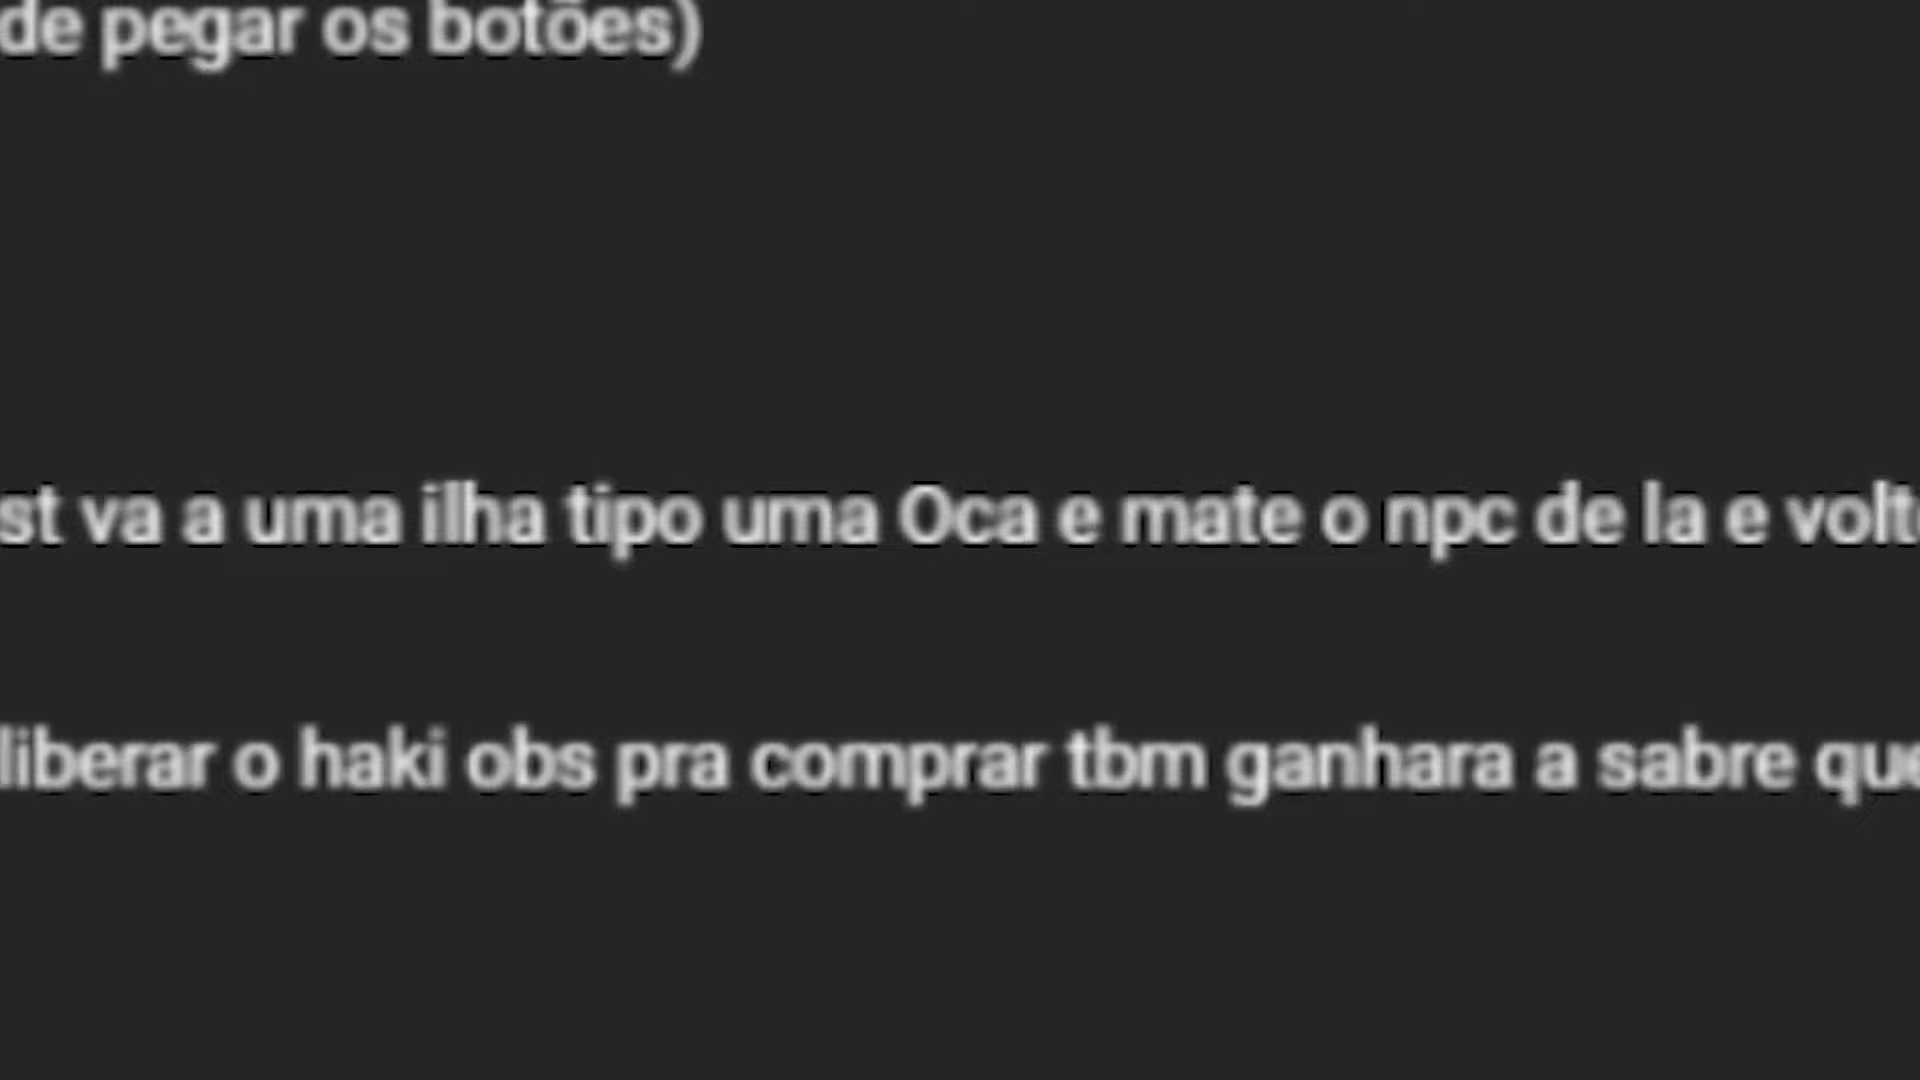 de pegar os botões)
st va a uma ilha tipo uma Oca e mate o npc de la e volt
liberar o haki obs pra comprar tbm ganhara a sabre que